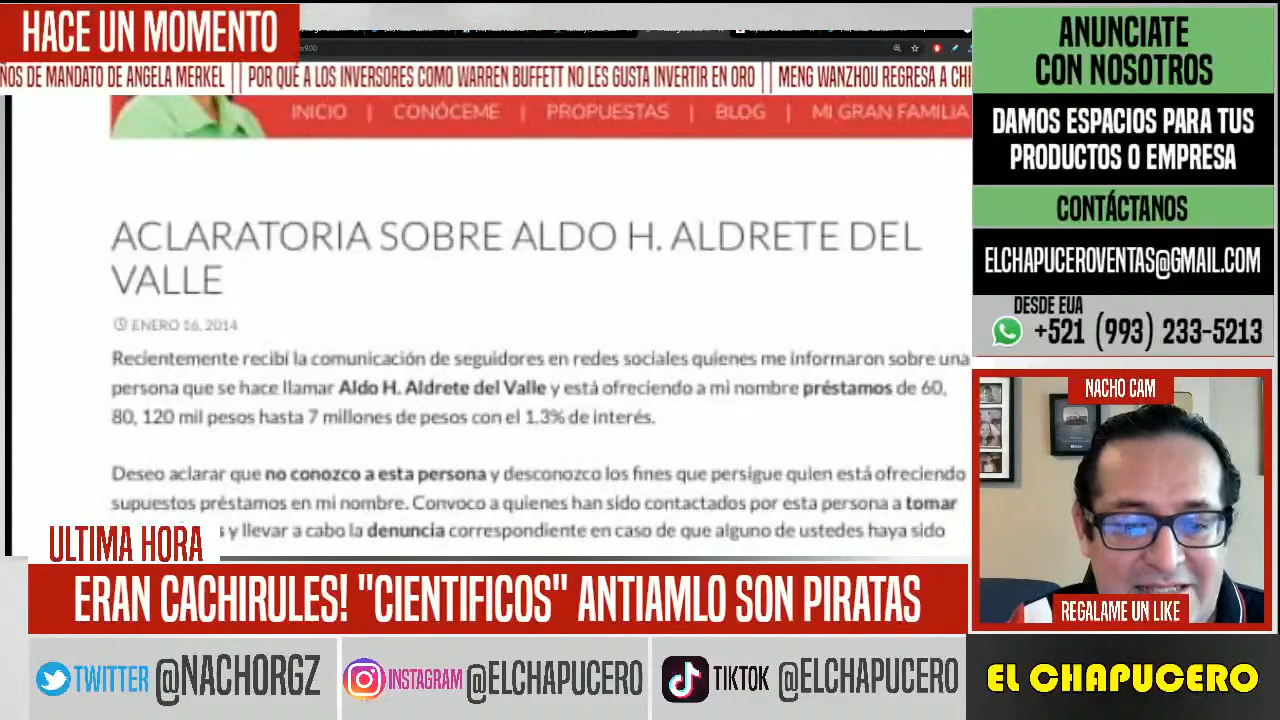 HACE UN MOMENTO
ÑOS DE MANDATO DE ANGELA MERKEL || POR QUÉ A LOS INVERSORES COMO WARREN BUFFETT NO LES GUSTA INVERTIR EN ORO || MENG WANZHOU REGRESA A CHI
INICIO | CONÓCEME | PROPUESTAS | BLOG | MI GRAN FAMILIA
ACLARATORIA SOBRE ALDO H. ALDRETE DEL
VALLE
ENERO 16, 2014
Recientemente recibí la comunicación de seguidores en redes sociales quienes me informaron sobre una
persona que se hace llamar Aldo H. Aldrete del Valle y está ofreciendo a mi nombre préstamos de 60,
80, 120 mil pesos hasta 7 millones de pesos con el 1.3% de interés.
Deseo aclarar que no conozco a esta persona y desconozco los fines que persigue quien está ofreciendo
supuestos préstamos en mi nombre. Convoco a quienes han sido contactados por esta persona a tomar
s y llevar a cabo la denuncia correspondiente en caso de que alguno de ustedes haya sido
ULTIMA HORA
ERAN CACHIRULES! "CIENTIFICOS" ANTIAMLO SON PIRATAS
TWITTER @NACHORGZ
INSTAGRAM @ELCHAPUCERO
TIKTOK @ELCHAPUCERO
ANUNCIATE
CON NOSOTROS
DAMOS ESPACIOS PARA TUS
PRODUCTOS O EMPRESA
CONTÁCTANOS
ELCHAPUCEROVENTAS@GMAIL.COM
DESDE EUA
+521 (993) 233-5213
NACHO CAM
REGALAME UN LIKE
EL CHAPUCERO